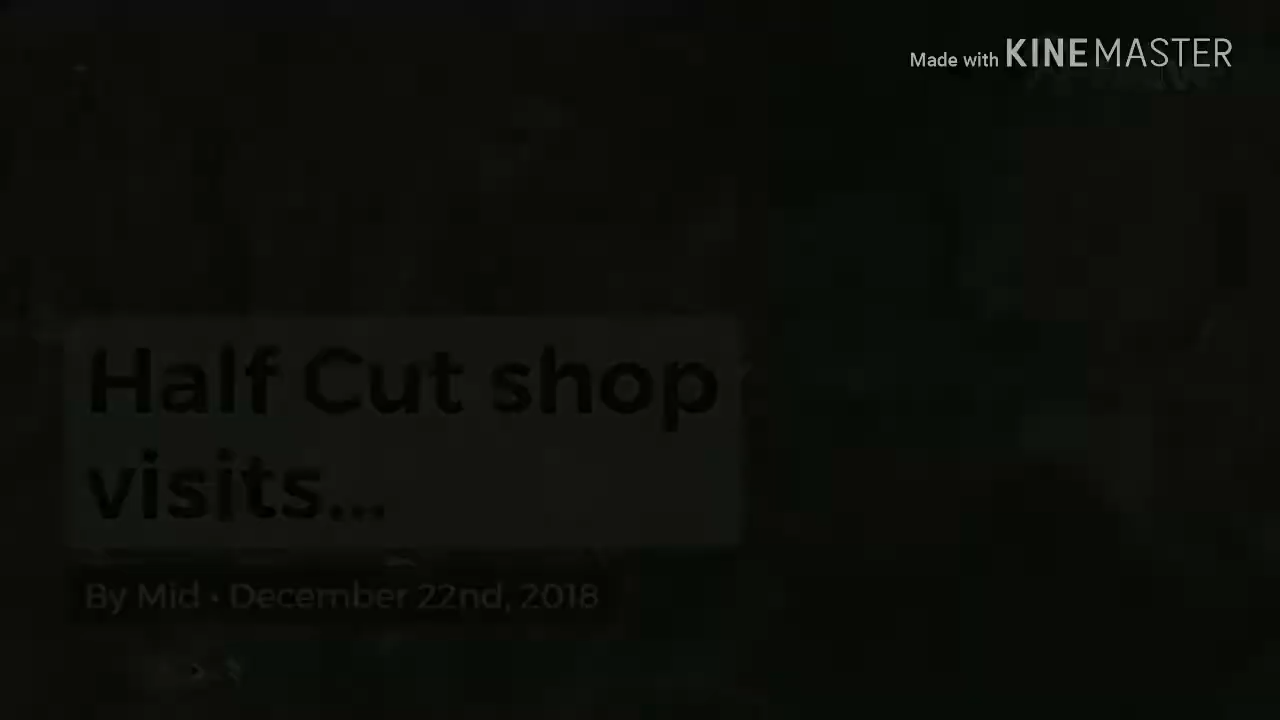 Made with KINEMASTER
Half Cut shop
visits...
By Mid • December 22nd, 2018